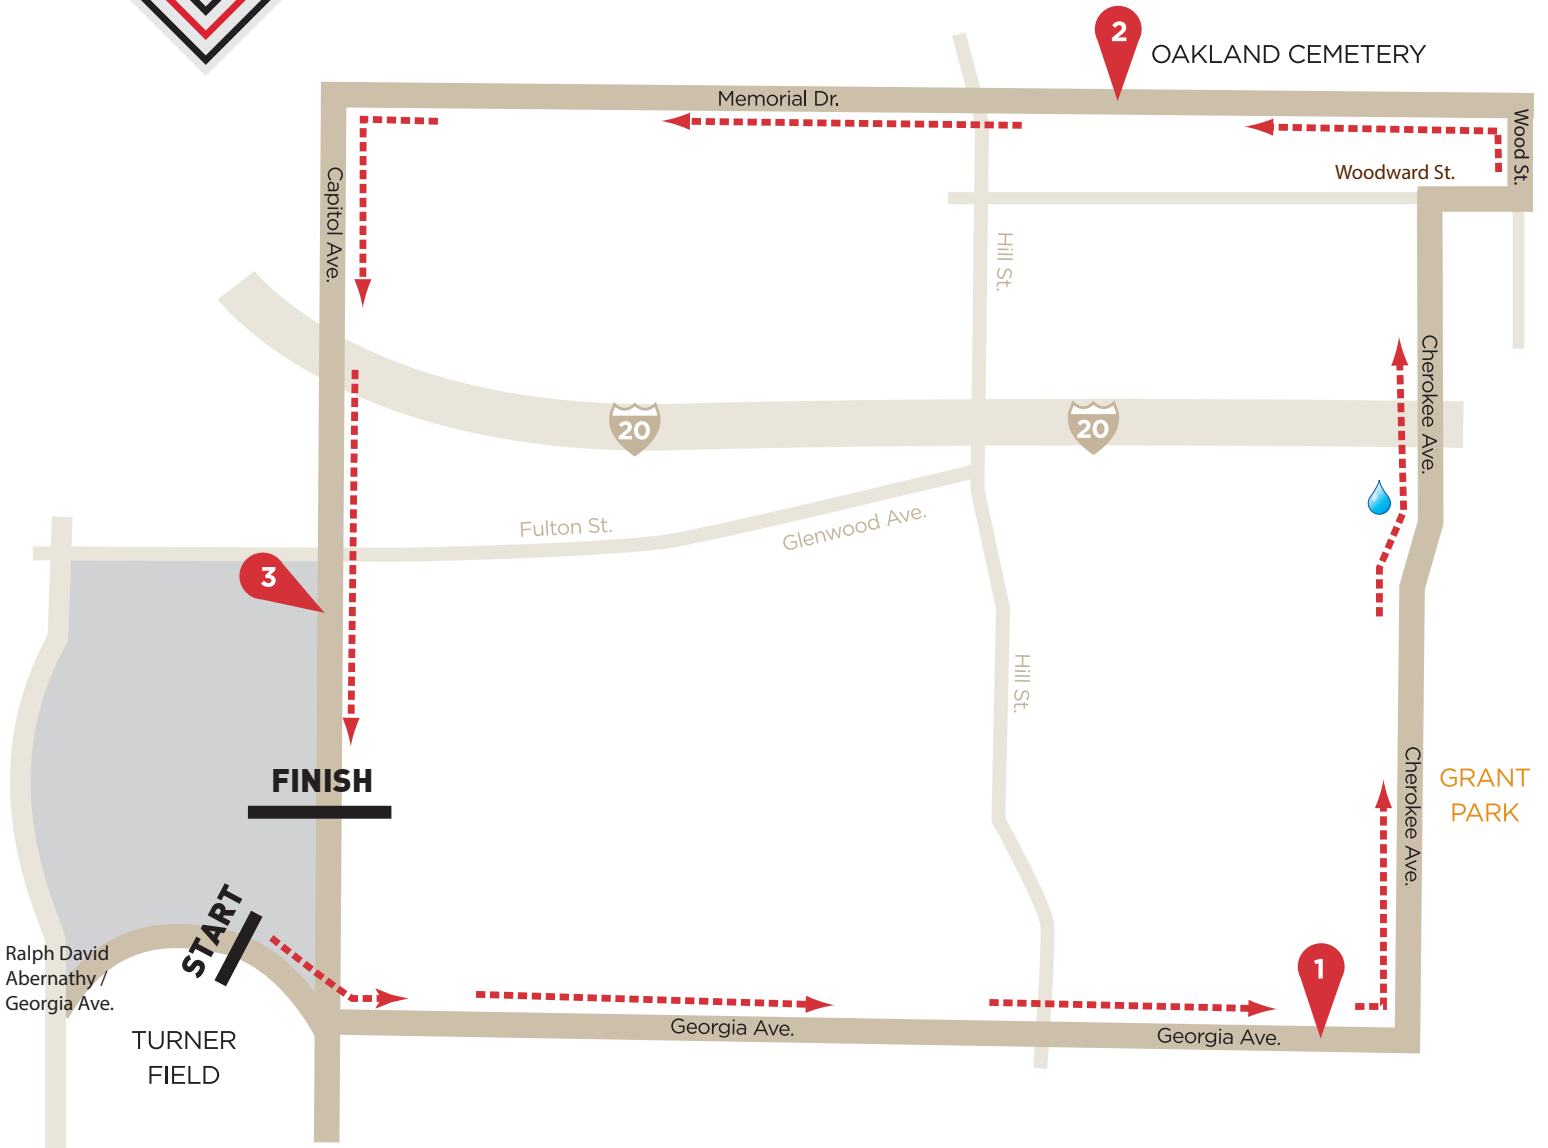 2
OAKLAND CEMETERY
Memorial Dr.
Wood St.
Woodward St.
Capitol Ave.
Hill St.
Cherokee Ave.
20
20
Fulton St.
Glenwood Ave.
3
Hill St.
FINISH
Cherokee Ave.
GRANT
PARK
START
Ralph David
Abernathy /
Georgia Ave.
1
Georgia Ave.
Georgia Ave.
TURNER
FIELD